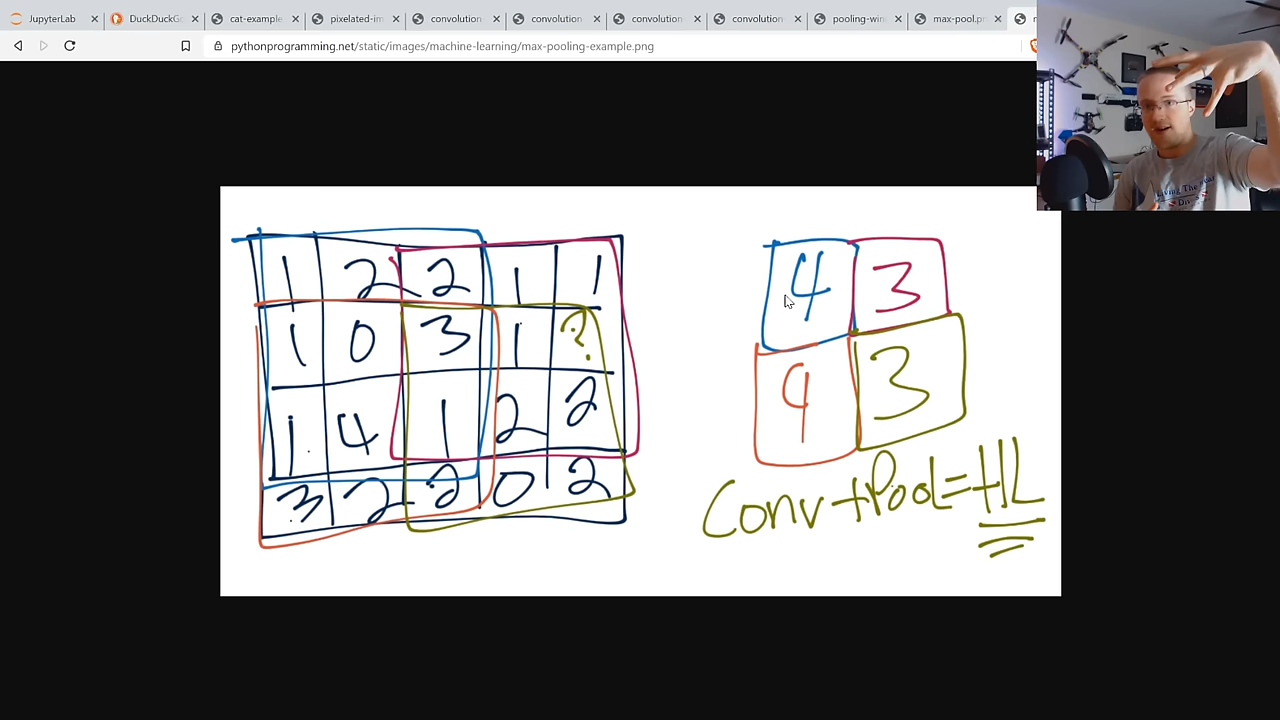 JupyterLab
DuckDuckG
cat-example
pixelated-im
convolution
convolution
convolution
convolution
pooling-win
max-pool.p
pythonprogramming.net/static/images/machine-learning/max-pooling-example.png
1 2 2 1 1
1 0 3 1 ?
1 4 1 2 2
3 2 2 0 2
4 3
4 3
Conv+Pool=HL